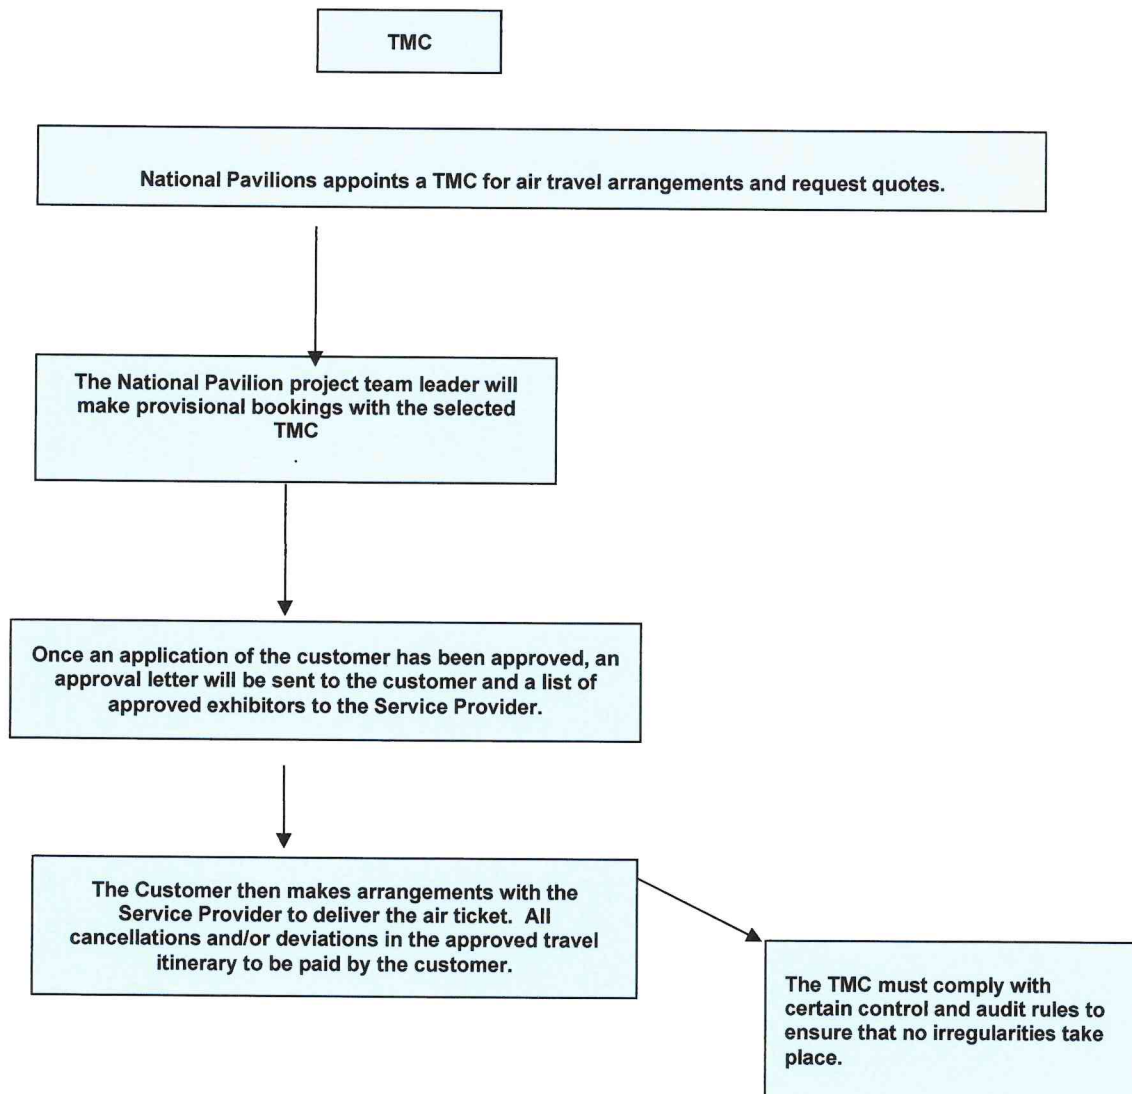 TMC
National Pavilions appoints a TMC for air travel arrangements and request quotes.
The National Pavilion project team leader will
make provisional bookings with the selected
TMC
.
Once an application of the customer has been approved, an
approval letter will be sent to the customer and a list of
approved exhibitors to the Service Provider.
The Customer then makes arrangements with the
Service Provider to deliver the air ticket.  All
cancellations and/or deviations in the approved travel
itinerary to be paid by the customer.
The TMC must comply with
certain control and audit rules to
ensure that no irregularities take
place.